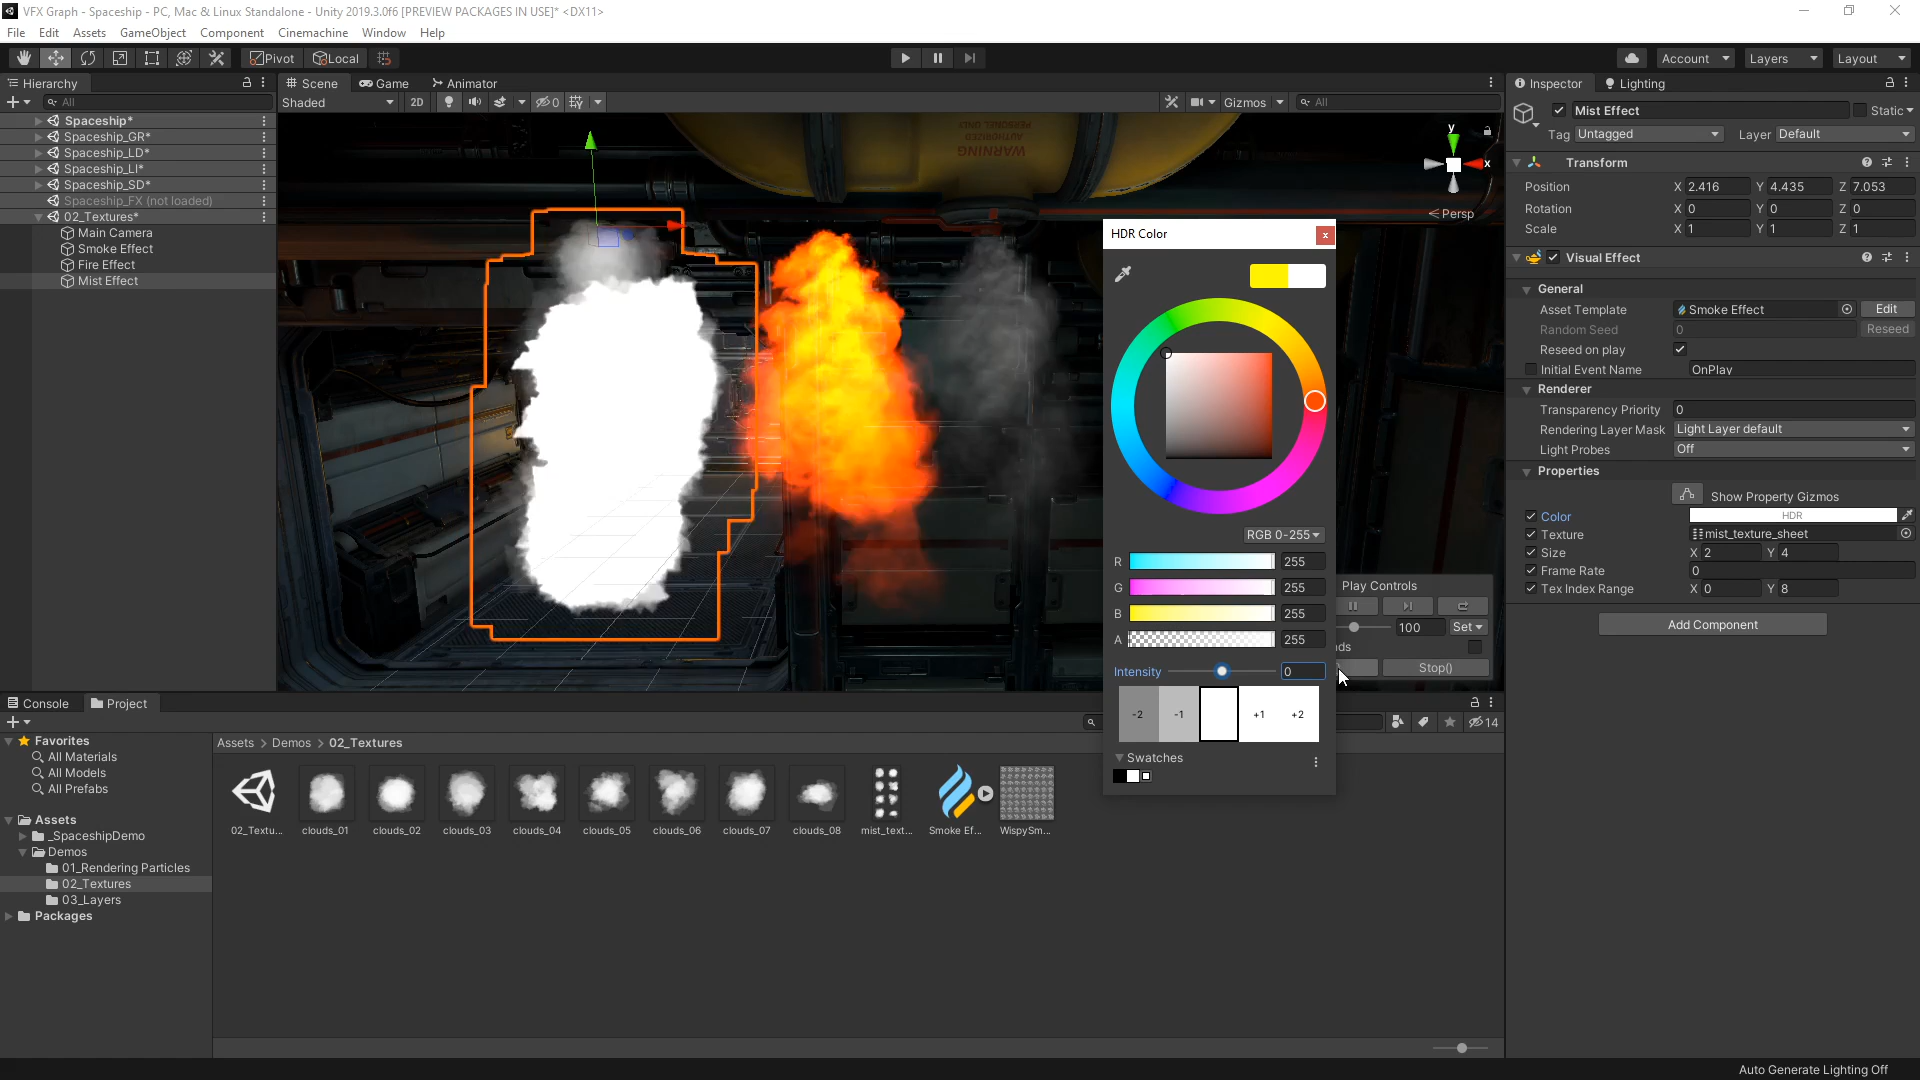 VFX Graph - Spaceship - PC, Mac & Linux Standalone - Unity 2019.3.0f6 [PREVIEW PACKAGES IN USE]* <DX11>
File Edit Assets GameObject Component Cinemachine Window Help
Pivot Local Account Layers Layout
Hierarchy
All
Spaceship*
Spaceship_GR*
Spaceship_LD*
Spaceship_LI*
Spaceship_SD*
Spaceship_FX (not loaded)
02_Textures*
Main Camera
Smoke Effect
Fire Effect
Mist Effect
Scene Game Animator
Shaded 2D 0 Gizmos All
WARNING
y
x
Persp
HDR Color
RGB 0-255
R 255
G 255
B 255
A 255
Intensity 0
-2 -1 +1 +2
Swatches
Play Controls
100 Set
Stop()
Inspector Lighting
Mist Effect Static
Tag Untagged Layer Default
Transform
Position X 2.416 Y 4.435 Z 7.053
Rotation X 0 Y 0 Z 0
Scale X 1 Y 1 Z 1
Visual Effect
General
Asset Template Smoke Effect Edit
Random Seed 0 Reseed
Reseed on play
Initial Event Name OnPlay
Renderer
Transparency Priority 0
Rendering Layer Mask Light Layer default
Light Probes Off
Properties
Show Property Gizmos
Color HDR
Texture mist_texture_sheet
Size X 2 Y 4
Frame Rate 0
Tex Index Range X 0 Y 8
Add Component
Console Project
14
Favorites
All Materials
All Models
All Prefabs
Assets
_SpaceshipDemo
Demos
01_Rendering Particles
02_Textures
03_Layers
Packages
Assets > Demos > 02_Textures
02_Textu... clouds_01 clouds_02 clouds_03 clouds_04 clouds_05 clouds_06 clouds_07 clouds_08 mist_text... Smoke Ef... WispySm...
Auto Generate Lighting Off